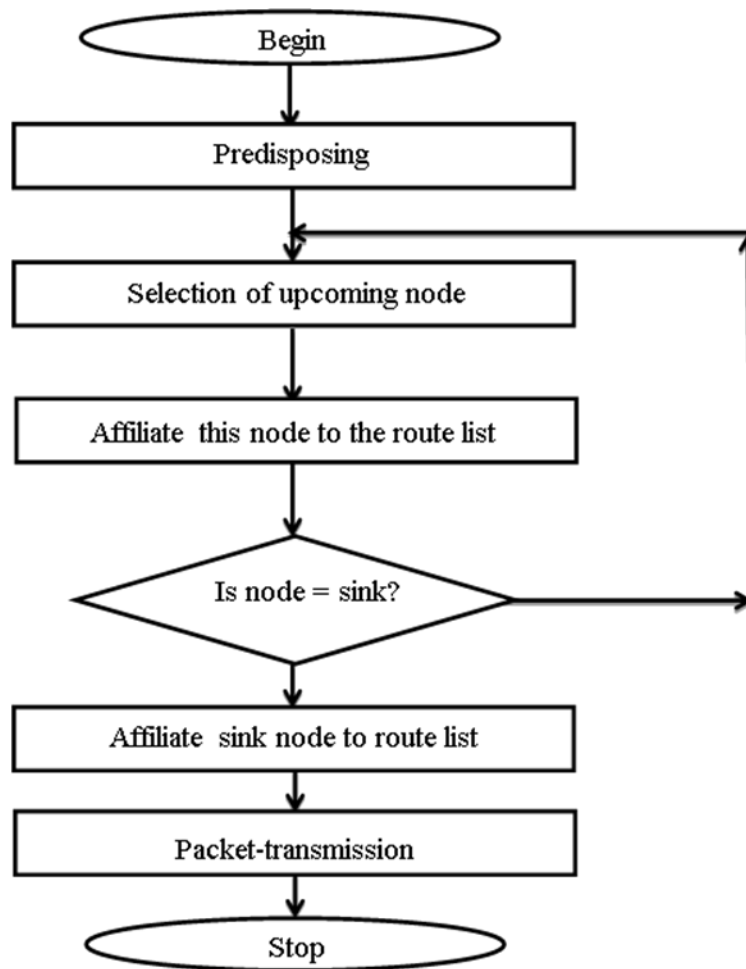 Begin
Predisposing
Selection of upcoming node
Affiliate this node to the route list
Is node = sink?
Affiliate sink node to route list
Packet-transmission
Stop